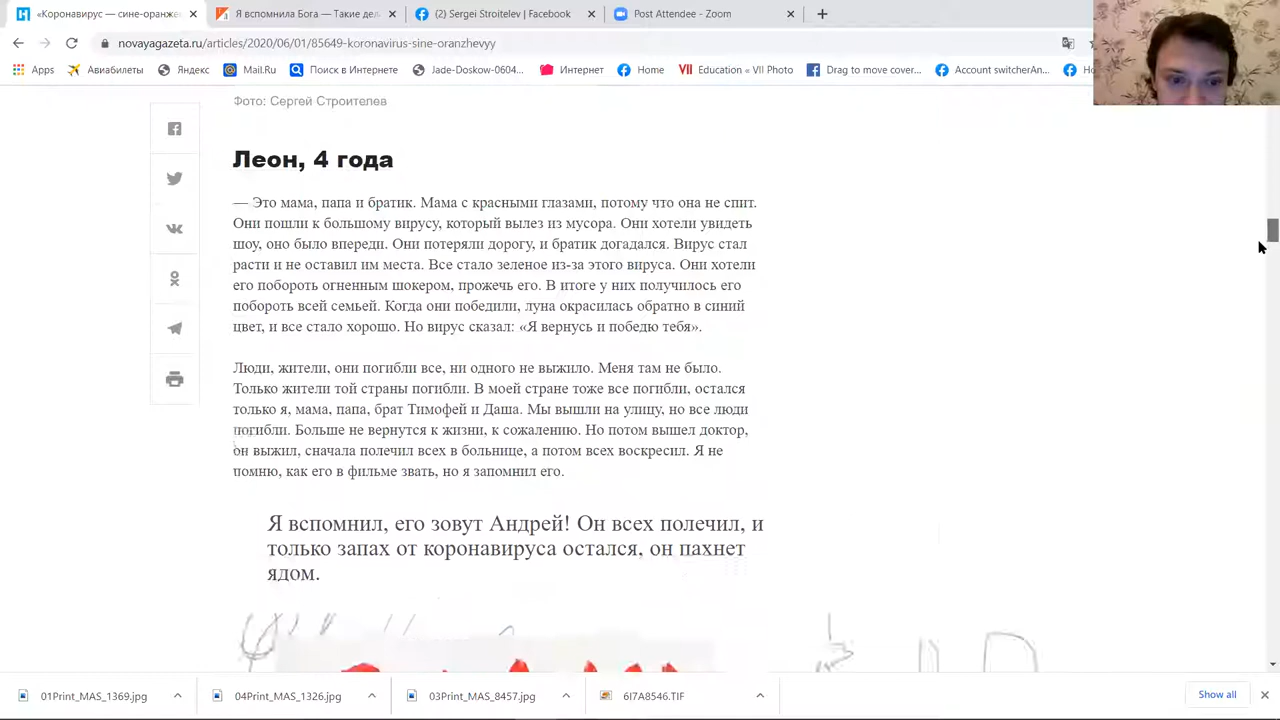 «Коронавирус — сине-оранже
Я вспомнила Бога — Такие дел
(2) Sergei Stroitelev | Facebook
Post Attendee - Zoom
novayagazeta.ru/articles/2020/06/01/85649-koronavirus-sine-oranzhevyy
Apps
Авиабилеты
Яндекс
Mail.Ru
Поиск в Интернете
Jade-Doskow-0604...
Интернет
Home
VII Education « VII Photo
Drag to move cover...
Account switcherAn...
Фото: Сергей Строителев
Леон, 4 года
— Это мама, папа и братик. Мама с красными глазами, потому что она не спит.
Они пошли к большому вирусу, который вылез из мусора. Они хотели увидеть
шоу, оно было впереди. Они потеряли дорогу, и братик догадался. Вирус стал
расти и не оставил им места. Все стало зеленое из-за этого вируса. Они хотели
его побороть огненным шокером, прожечь его. В итоге у них получилось его
побороть всей семьей. Когда они победили, луна окрасилась обратно в синий
цвет, и все стало хорошо. Но вирус сказал: «Я вернусь и победю тебя».
Люди, жители, они погибли все, ни одного не выжило. Меня там не было.
Только жители той страны погибли. В моей стране тоже все погибли, остался
только я, мама, папа, брат Тимофей и Даша. Мы вышли на улицу, но все люди
погибли. Больше не вернутся к жизни, к сожалению. Но потом вышел доктор,
он выжил, сначала полечил всех в больнице, а потом всех воскресил. Я не
помню, как его в фильме звать, но я запомнил его.
Я вспомнил, его зовут Андрей! Он всех полечил, и
только запах от коронавируса остался, он пахнет
ядом.
01Print_MAS_1369.jpg
04Print_MAS_1326.jpg
03Print_MAS_8457.jpg
6I7A8546.TIF
Show all